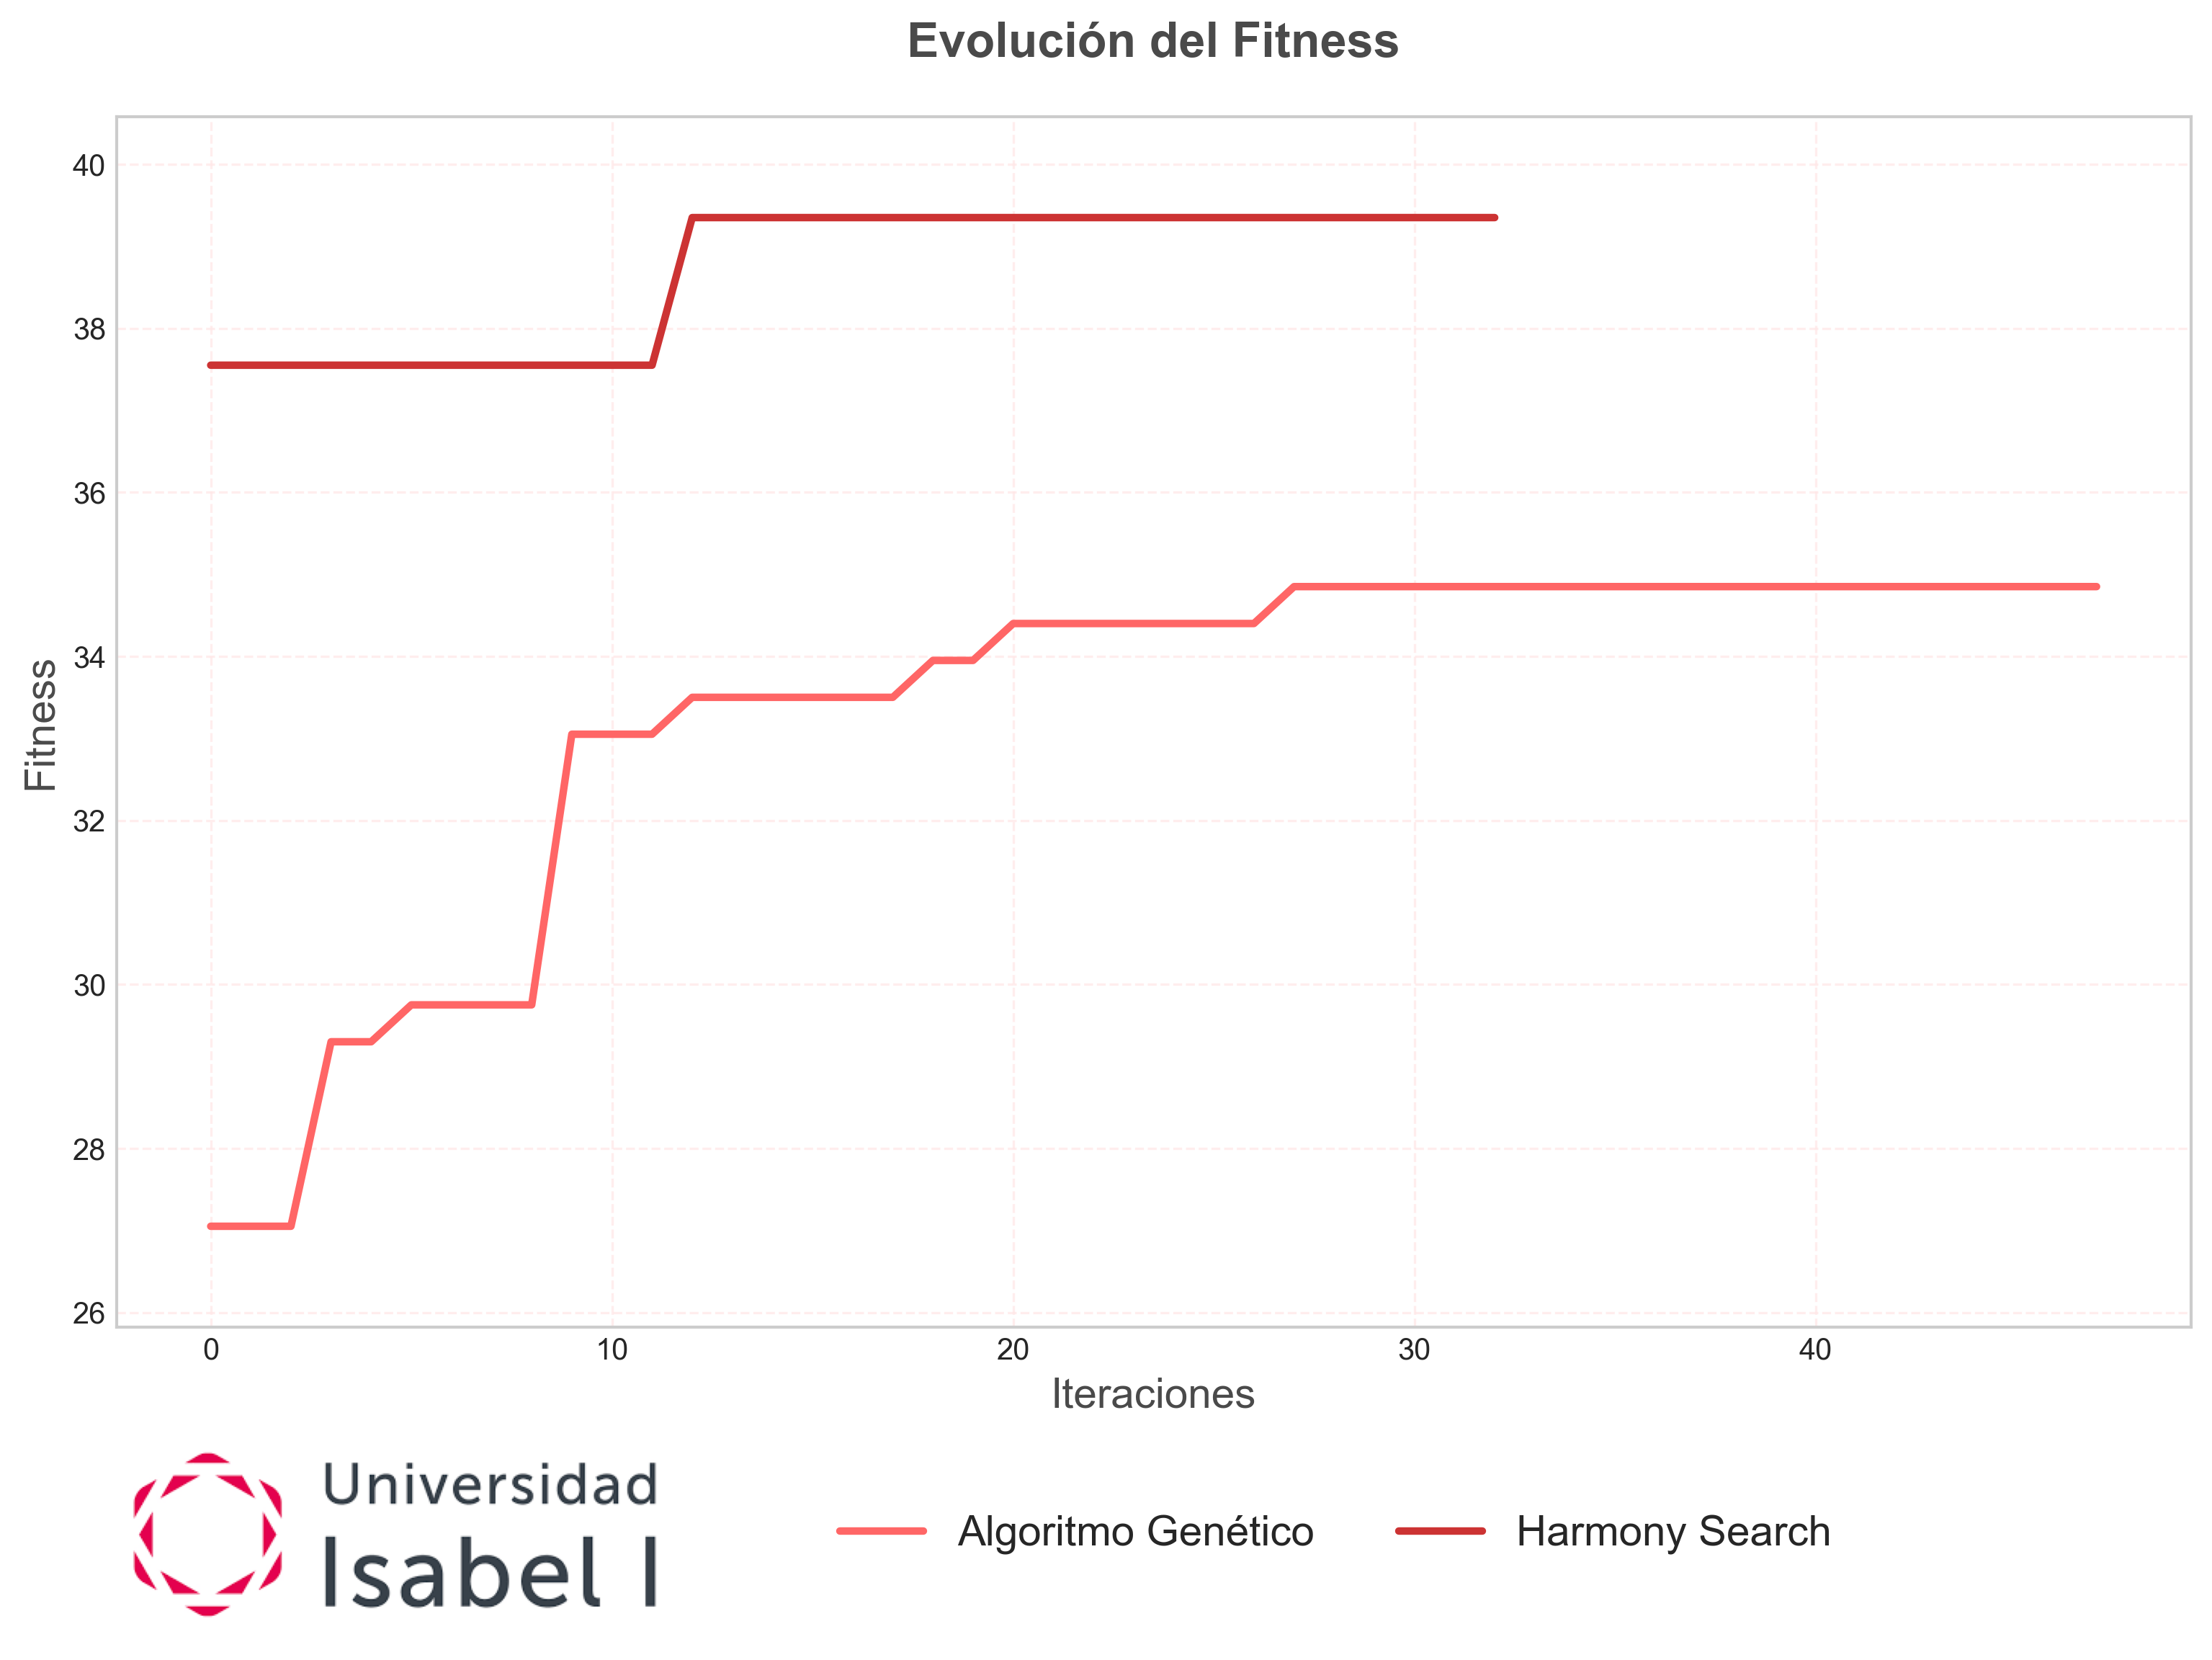 Evolución del Fitness
40
38
36
34
32
30
28
26
Fitness
0 10 20 30 40
Iteraciones
Universidad
Isabel I
Algoritmo Genético Harmony Search